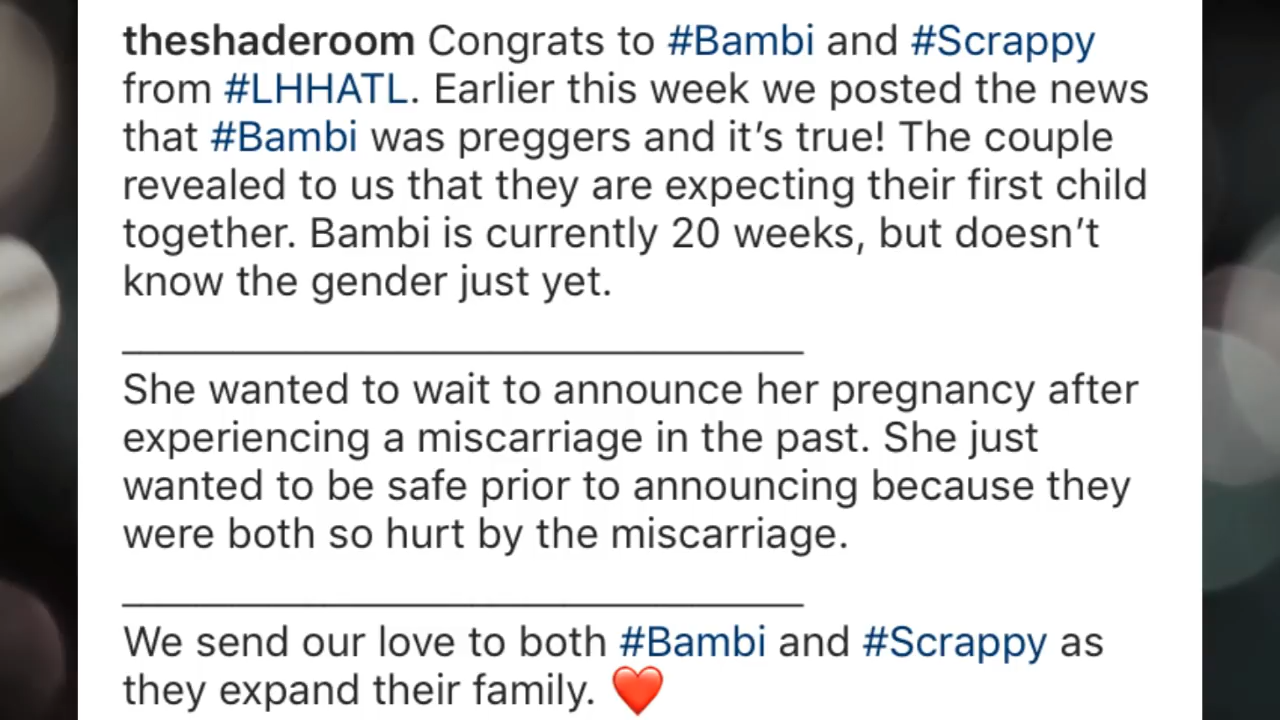 theshaderoom Congrats to #Bambi and #Scrappy
from #LHHATL. Earlier this week we posted the news
that #Bambi was preggers and it’s true! The couple
revealed to us that they are expecting their first child
together. Bambi is currently 20 weeks, but doesn’t
know the gender just yet.
She wanted to wait to announce her pregnancy after
experiencing a miscarriage in the past. She just
wanted to be safe prior to announcing because they
were both so hurt by the miscarriage.
We send our love to both #Bambi and #Scrappy as
they expand their family. ❤️